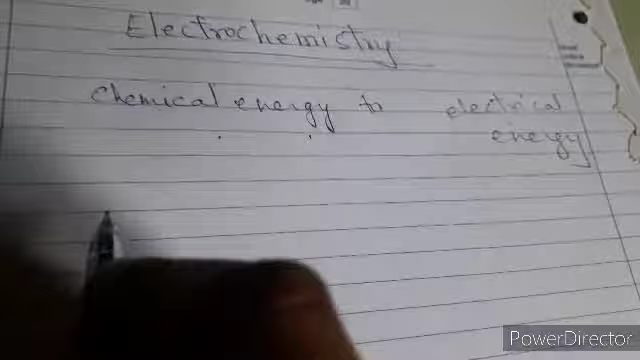 Electrochemistry
chemical energy to electrical
energy
PowerDirector